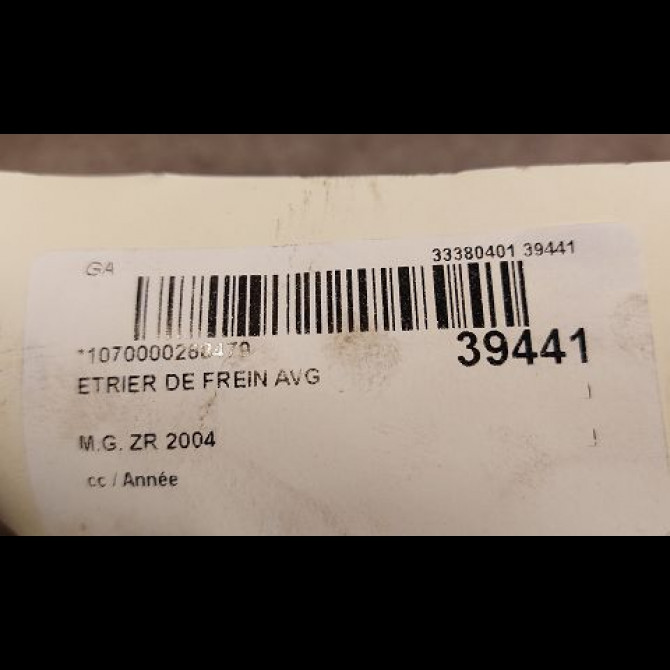 GA
33380401 39441
39441
ETRIER DE FREIN AVG
M.G. ZR 2004
cc / Année